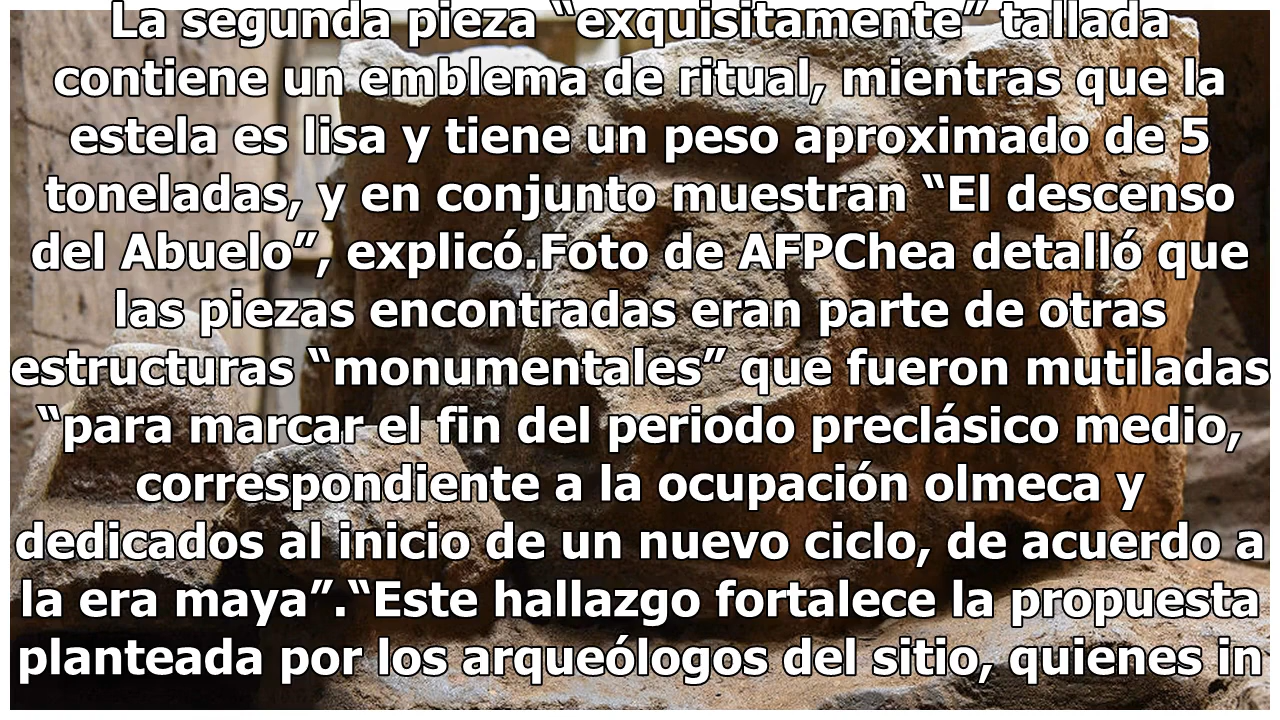 La segunda pieza “exquisitamente” tallada
contiene un emblema de ritual, mientras que la
estela es lisa y tiene un peso aproximado de 5
toneladas, y en conjunto muestran “El descenso
del Abuelo”, explicó.Foto de AFPChea detalló que
las piezas encontradas eran parte de otras
estructuras “monumentales” que fueron mutiladas
“para marcar el fin del periodo preclásico medio,
correspondiente a la ocupación olmeca y
dedicados al inicio de un nuevo ciclo, de acuerdo a
la era maya”.“Este hallazgo fortalece la propuesta
planteada por los arqueólogos del sitio, quienes in